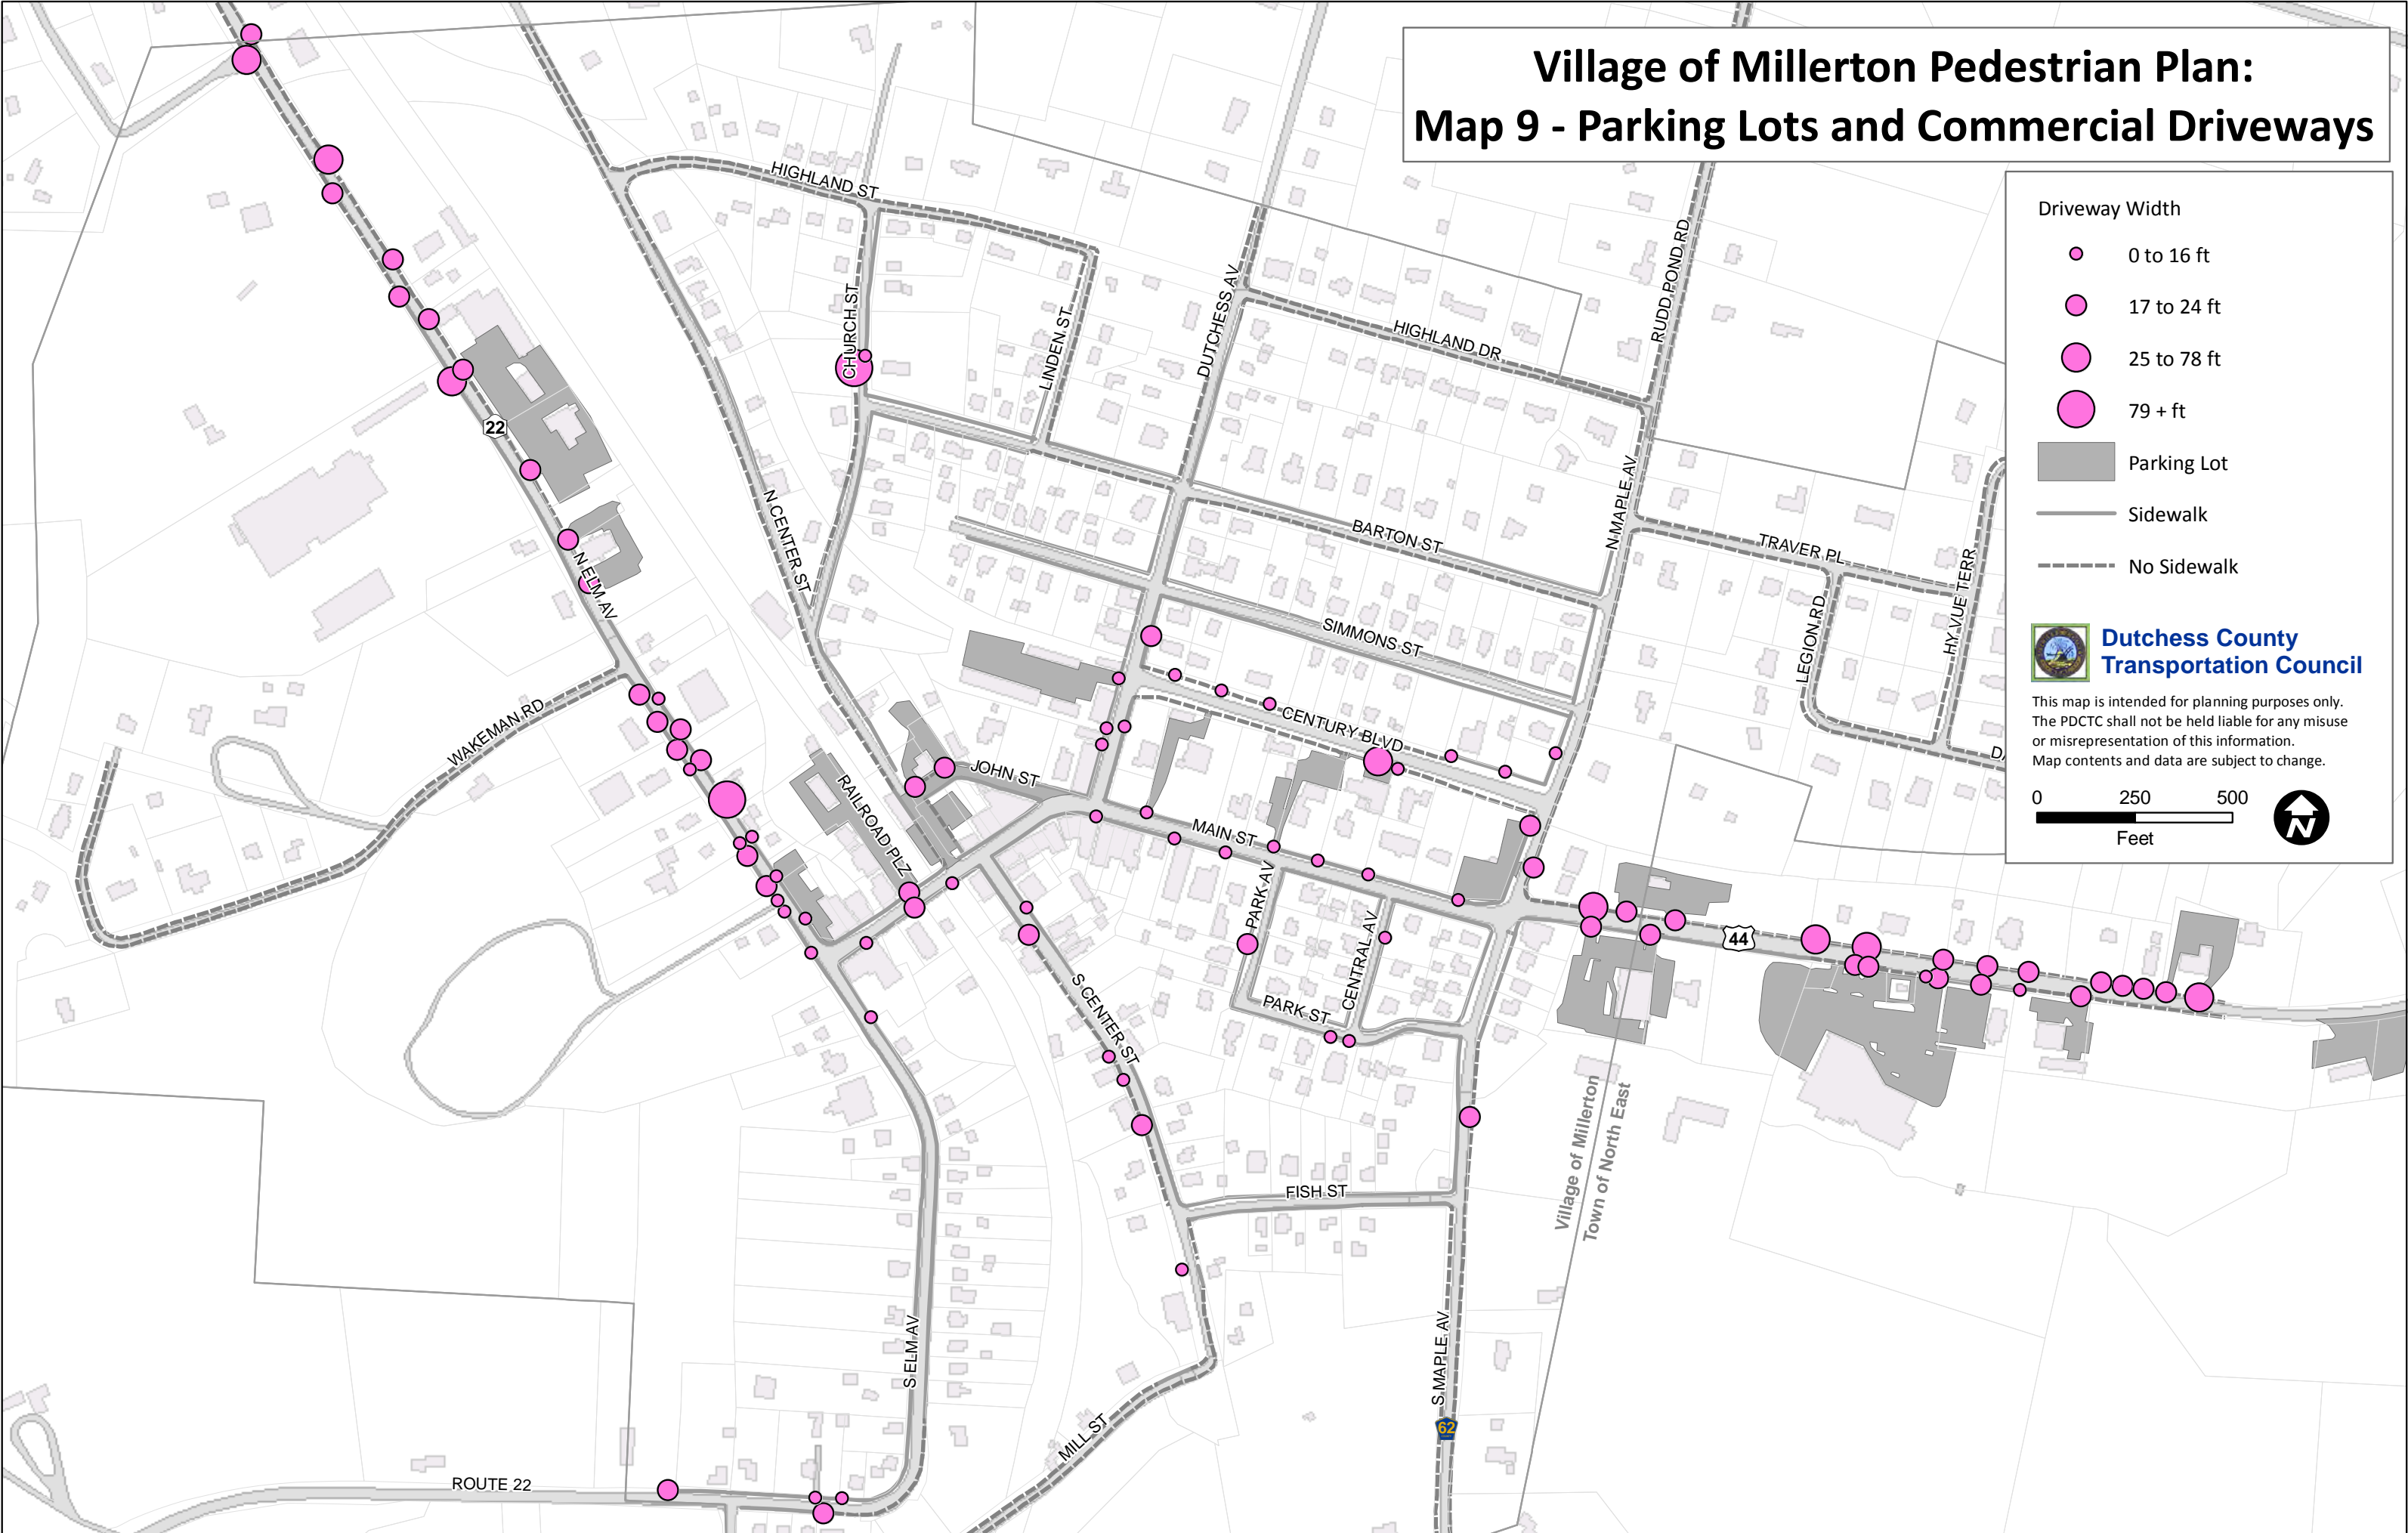 Village of Millerton Pedestrian Plan:
Map 9 - Parking Lots and Commercial Driveways
Driveway Width
0 to 16 ft
17 to 24 ft
25 to 78 ft
79 + ft
Parking Lot
Sidewalk
No Sidewalk
Dutchess County
Transportation Council
This map is intended for planning purposes only.
The PDCTC shall not be held liable for any misuse
or misrepresentation of this information.
Map contents and data are subject to change.
0 250 500
Feet
N
HIGHLAND ST
CHURCH ST
LINDEN ST
DUTCHESS AV
HIGHLAND DR
RUDD POND RD
22
N CENTER ST
BARTON ST
N MAPLE AV
TRAVER PL
LEGION RD
HY VUE TERR
N ELM AV
SIMMONS ST
WAKEMAN RD
CENTURY BLVD
JOHN ST
RAILROAD PLZ
MAIN ST
PARK AV
CENTRAL AV
44
PARK ST
S CENTER ST
Village of Millerton
Town of North East
FISH ST
S ELM AV
S MAPLE AV
62
MILL ST
ROUTE 22